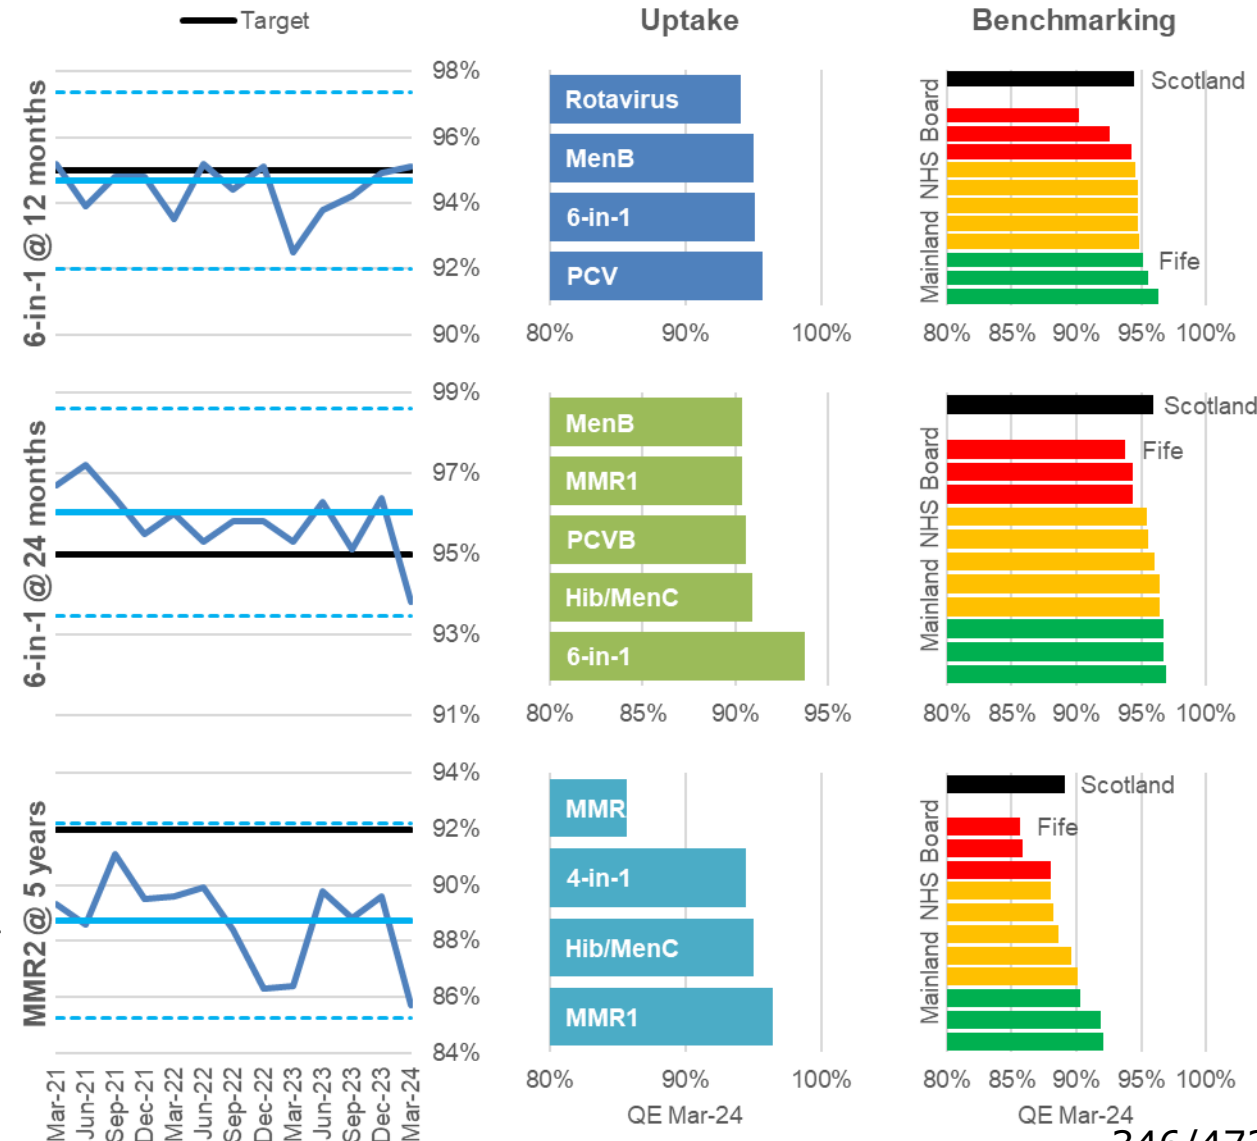 Target
Uptake
Benchmarking
6-in-1 @ 12 months
98%
96%
94%
92%
90%
Rotavirus
MenB
6-in-1
PCV
80% 90% 100%
Mainland NHS Board
Scotland
Fife
80% 85% 90% 95% 100%
6-in-1 @ 24 months
99%
97%
95%
93%
91%
MenB
MMR1
PCVB
Hib/MenC
6-in-1
80% 85% 90% 95%
Mainland NHS Board
Scotland
Fife
80% 85% 90% 95% 100%
MMR2 @ 5 years
94%
92%
90%
88%
86%
84%
Mar-21
Jun-21
Sep-21
Dec-21
Mar-22
Jun-22
Sep-22
Dec-22
Mar-23
Jun-23
Sep-23
Dec-23
Mar-24
MMR
4-in-1
Hib/MenC
MMR1
80% 90% 100%
QE Mar-24
Mainland NHS Board
Scotland
Fife
80% 85% 90% 95% 100%
QE Mar-24